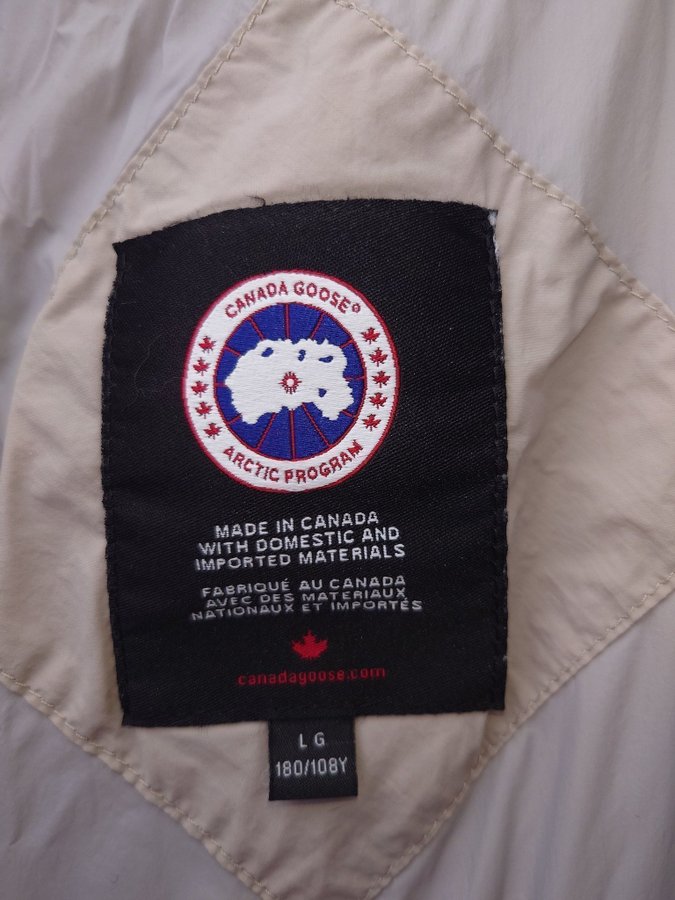 CANADA GOOSE®
ARCTIC PROGRAM
MADE IN CANADA
WITH DOMESTIC AND
IMPORTED MATERIALS
FABRIQUÉ AU CANADA
AVEC DES MATERIAUX
NATIONAUX ET IMPORTÉS
canadagoose.com
LG
180/108Y